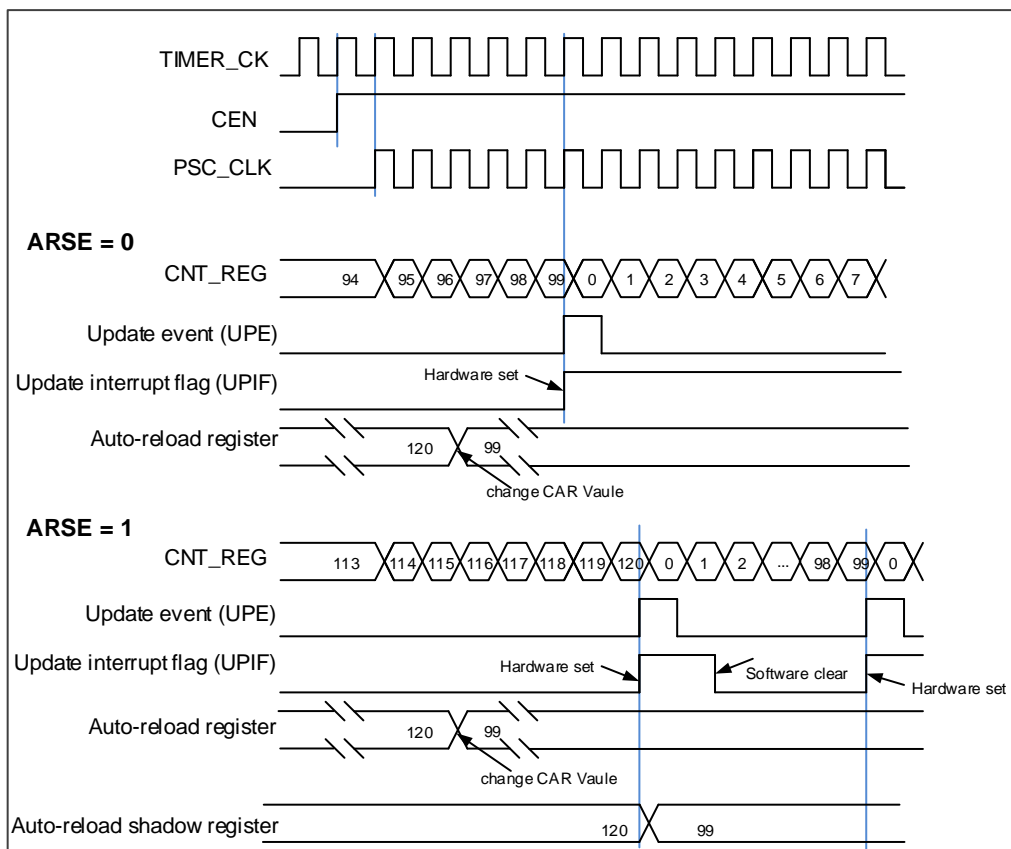 TIMER_CK
CEN
PSC_CLK
ARSE = 0
CNT_REG 94 95 96 97 98 99 0 1 2 3 4 5 6 7
Update event (UPE)
Update interrupt flag (UPIF) Hardware set
Auto-reload register 120 99
change CAR Vaule
ARSE = 1
CNT_REG 113 114 115 116 117 118 119 120 0 1 2 ... 98 99 0
Update event (UPE)
Update interrupt flag (UPIF) Hardware set Software clear Hardware set
Auto-reload register 120 99
change CAR Vaule
Auto-reload shadow register 120 99